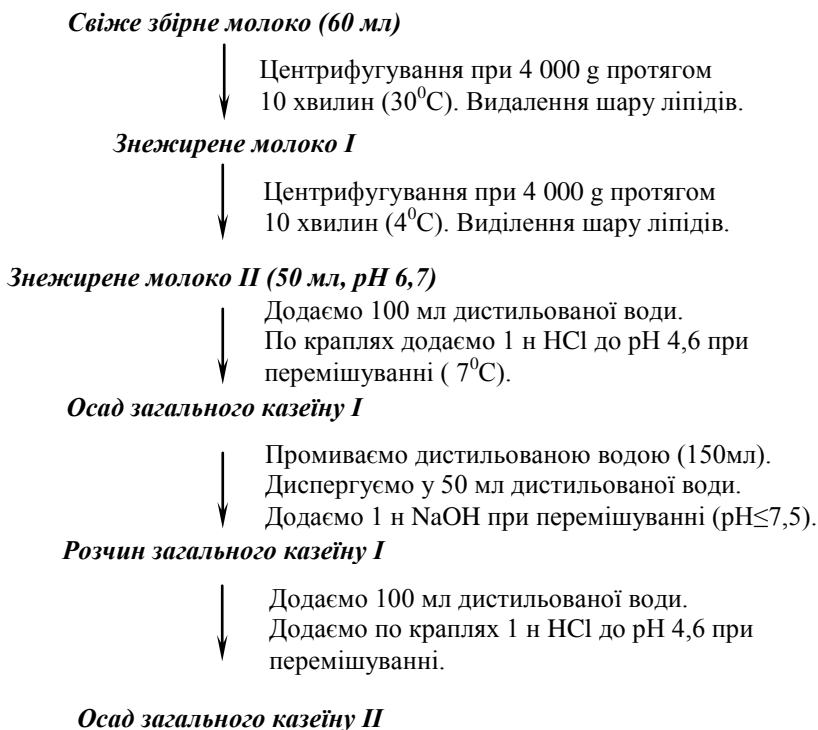 Свіже збірне молоко (60 мл)
Центрифугування при 4 000 g протягом
10 хвилин (30⁰С). Видалення шару ліпідів.
Знежирене молоко I
Центрифугування при 4 000 g протягом
10 хвилин (4⁰С). Виділення шару ліпідів.
Знежирене молоко II (50 мл, рН 6,7)
Додаємо 100 мл дистильованої води.
По краплях додаємо 1 н HCl до рН 4,6 при
перемішуванні ( 7⁰С).
Осад загального казеїну I
Промиваємо дистильованою водою (150мл).
Диспергуємо у 50 мл дистильованої води.
Додаємо 1 н NaOH при перемішуванні (рН≤7,5).
Розчин загального казеїну I
Додаємо 100 мл дистильованої води.
Додаємо по краплях 1 н HCl до рН 4,6 при
перемішуванні.
Осад загального казеїну II